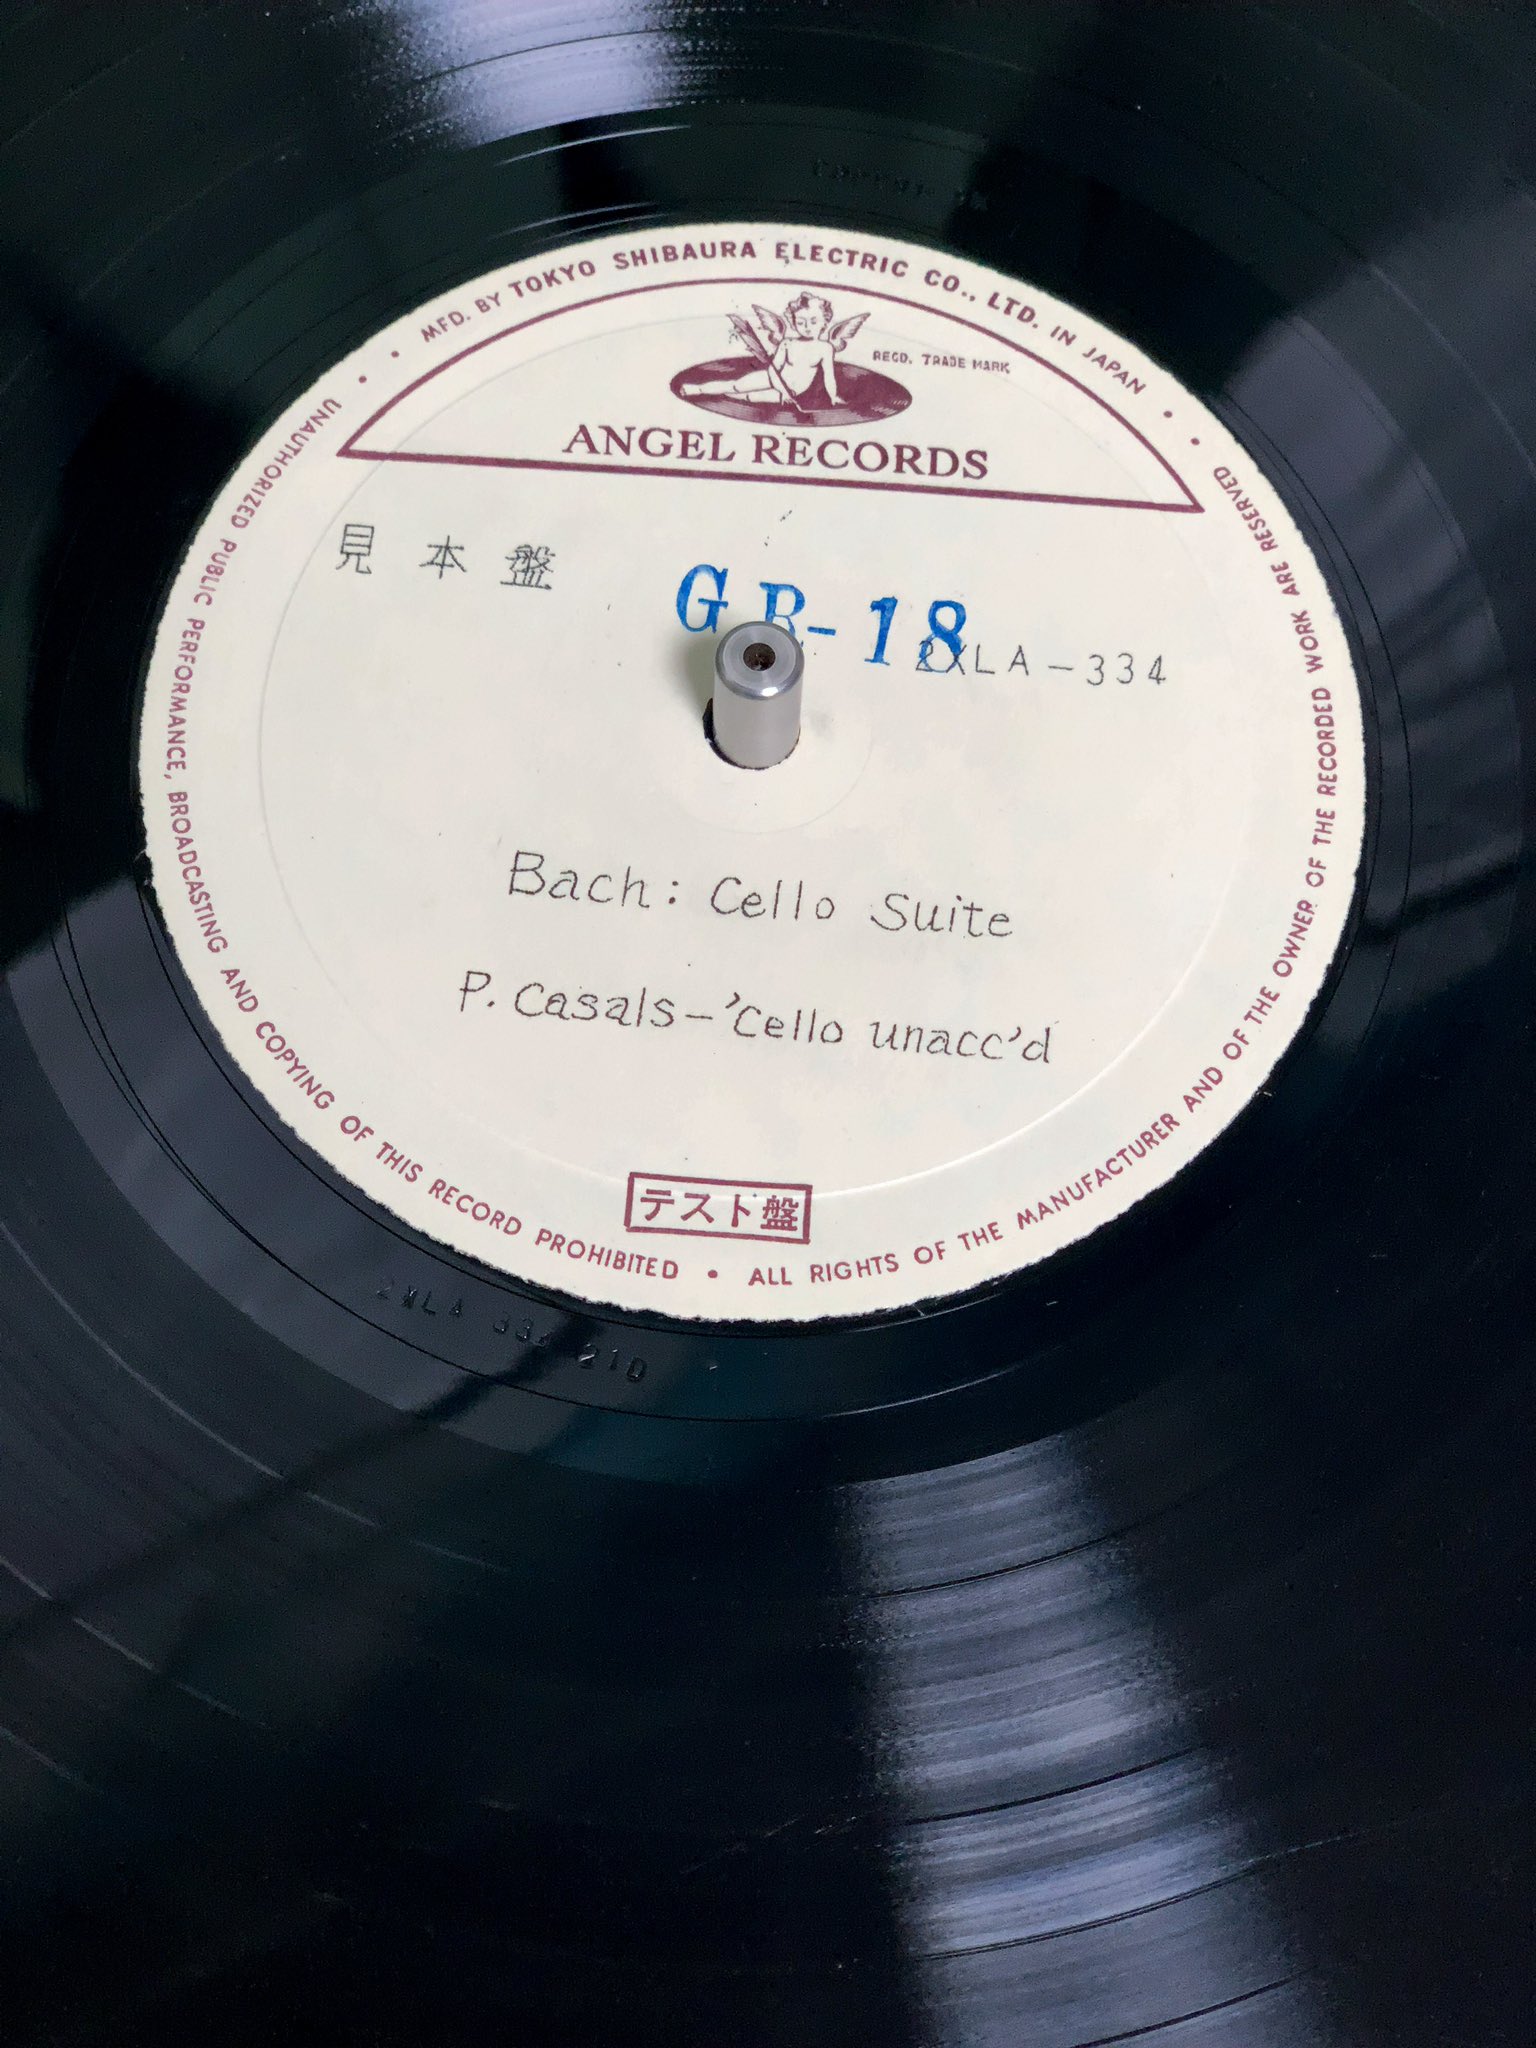 MFD. BY TOKYO SHIBAURA ELECTRIC CO., LTD. IN JAPAN
REGD. TRADE MARK
ANGEL RECORDS
見本盤
GR-18
2XLA-334
Bach: Cello Suite
P. Casals-'Cello unacc'd
テスト盤
UNAUTHORIZED PUBLIC PERFORMANCE, BROADCASTING AND COPYING OF THIS RECORD PROHIBITED • ALL RIGHTS OF THE MANUFACTURER AND OF THE OWNER OF THE RECORDED WORK ARE RESERVED
21D